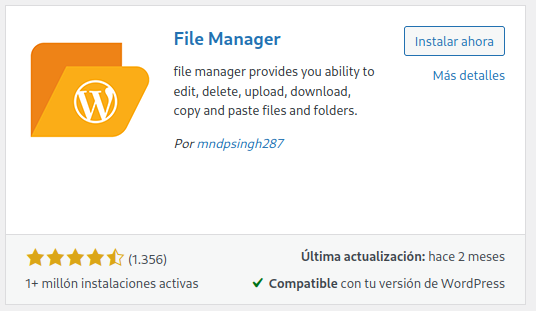 File Manager
Instalar ahora
Más detalles
file manager provides you ability to
edit, delete, upload, download,
copy and paste files and folders.
Por mndpsingh287
(1.356)
Última actualización: hace 2 meses
1+ millón instalaciones activas
Compatible con tu versión de WordPress